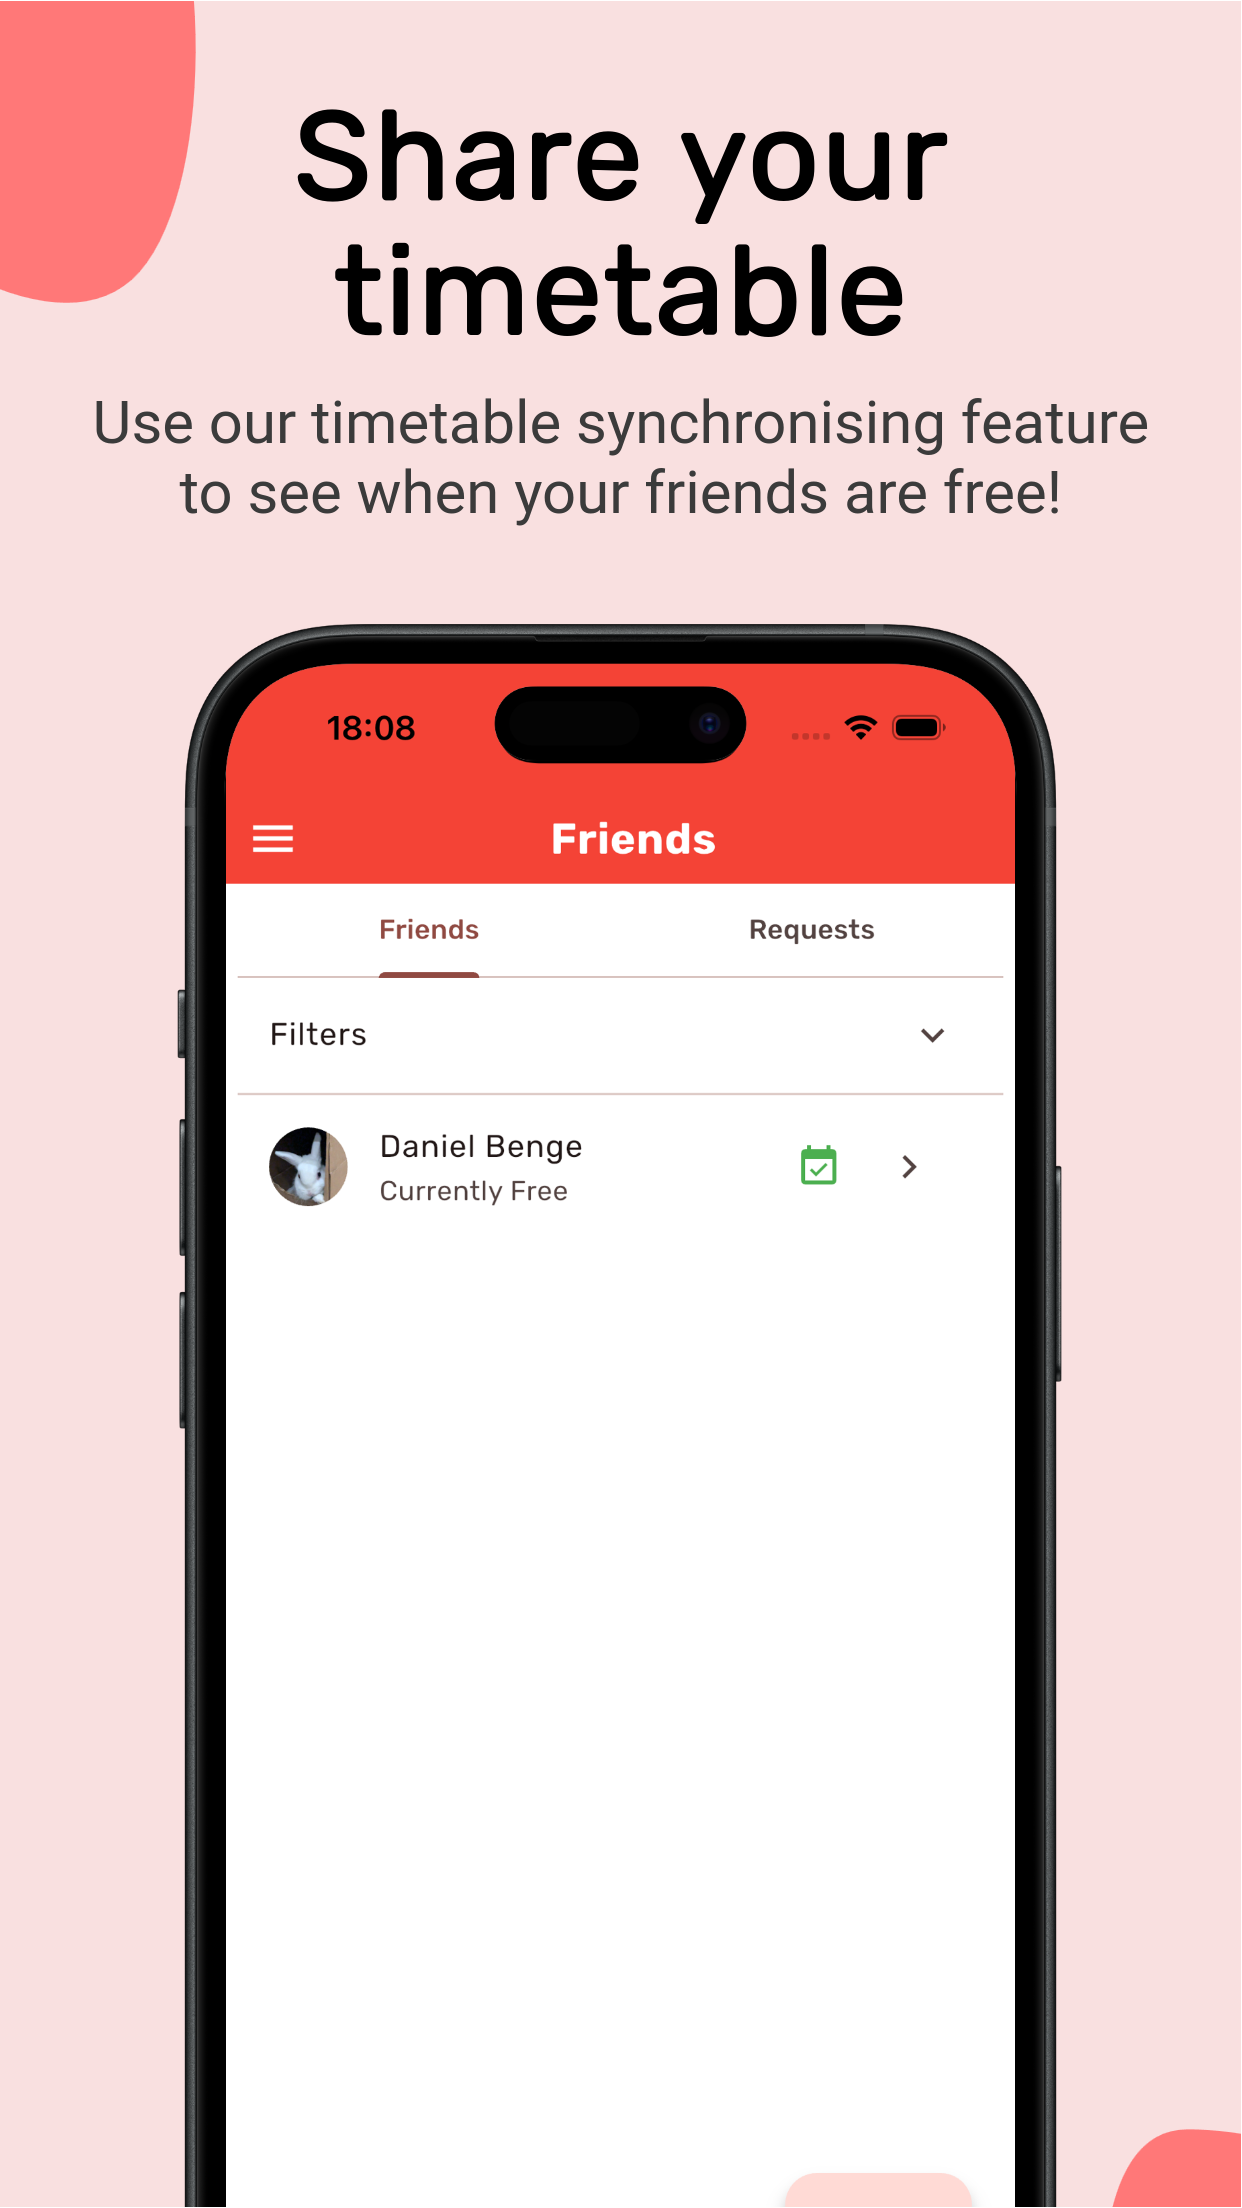 Share your
timetable
Use our timetable synchronising feature
to see when your friends are free!
18:08
Friends
Friends
Requests
Filters
Daniel Benge
Currently Free